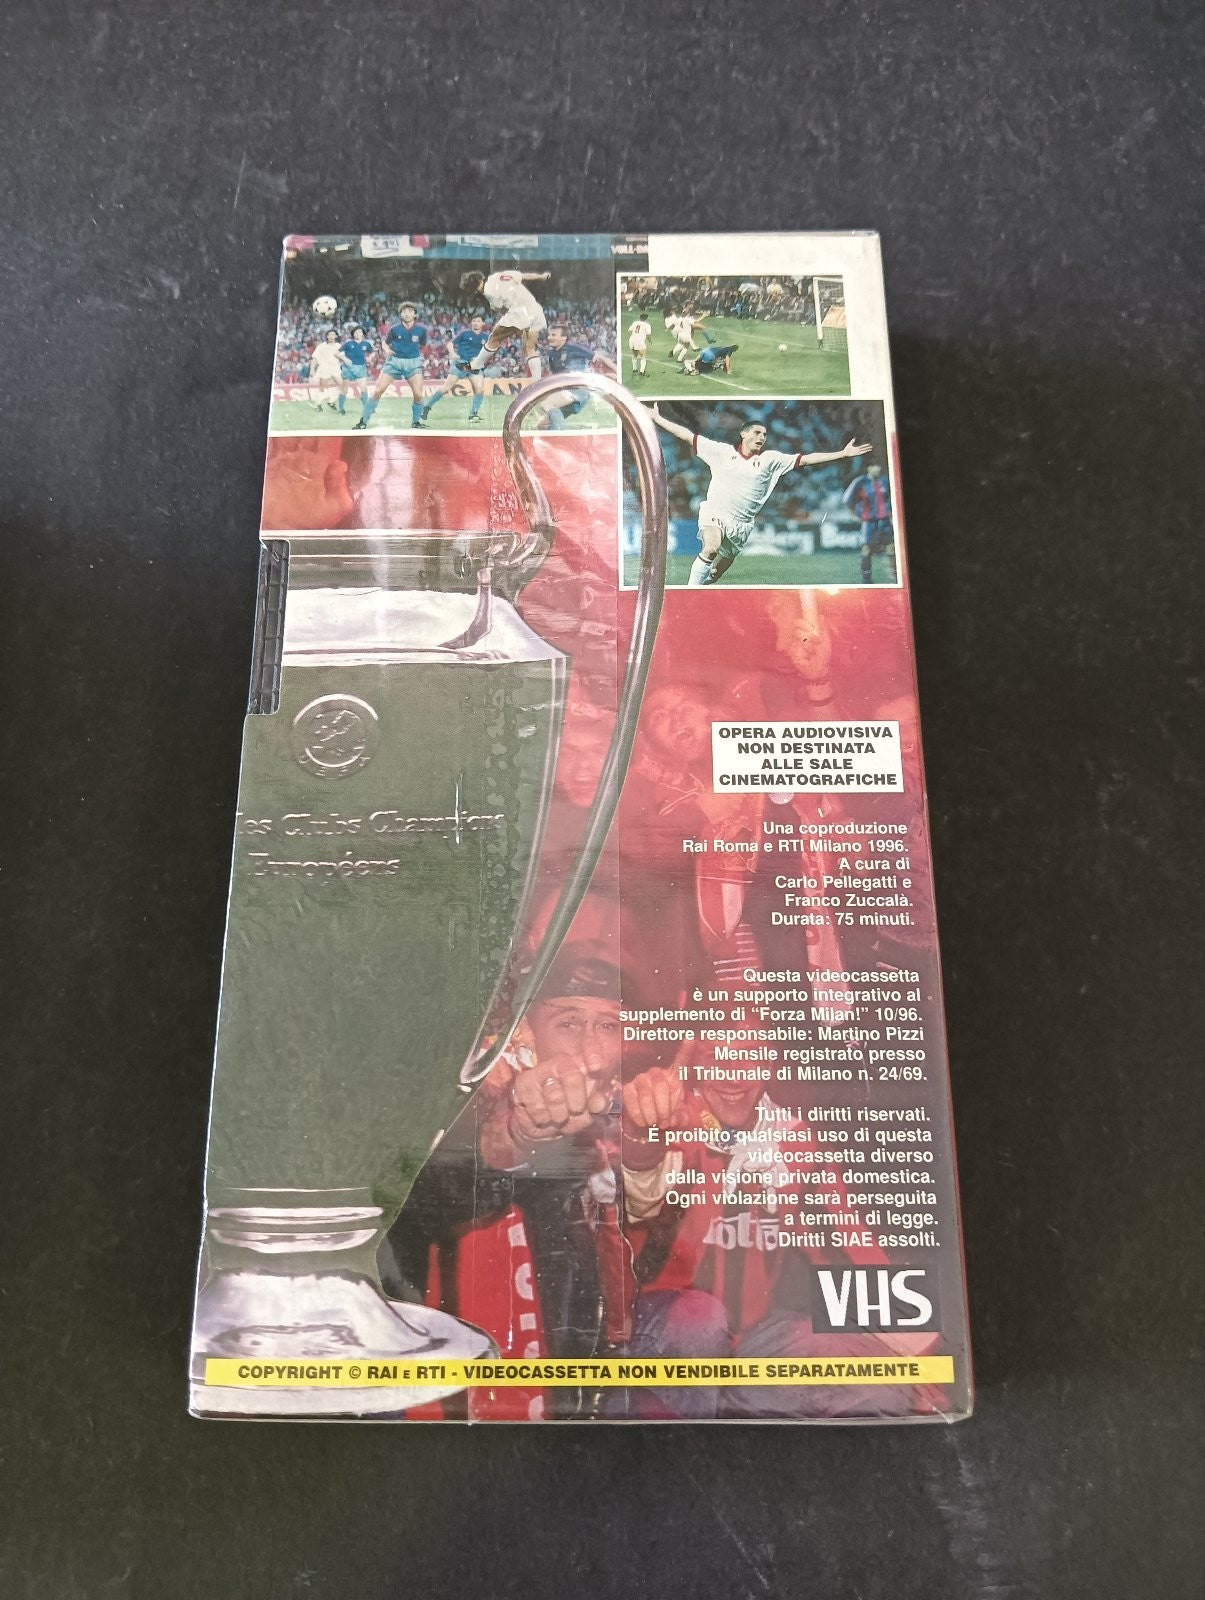 OPERA AUDIOVISIVA
NON DESTINATA
ALLE SALE
CINEMATOGRAFICHE
Una coproduzione
Rai Roma e RTI Milano 1996.
A cura di
Carlo Pellegatti e
Franco Zuccalà.
Durata: 75 minuti.
Questa videocassetta
è un supporto integrativo al
supplemento di “Forza Milan!” 10/96.
Direttore responsabile: Martino Pizzi
Mensile registrato presso
il Tribunale di Milano n. 24/69.
Tutti i diritti riservati.
É proibito qualsiasi uso di questa
videocassetta diverso
dalla visione privata domestica.
Ogni violazione sarà perseguita
a termini di legge.
Diritti SIAE assolti.
UEFA
es Clubs Champions
Européens
VHS
COPYRIGHT © RAI E RTI - VIDEOCASSETTA NON VENDIBILE SEPARATAMENTE